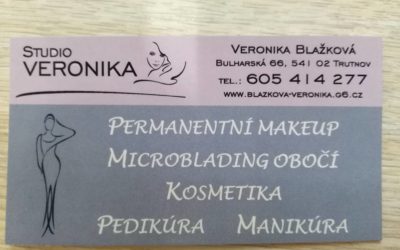 STUDIO
VERONIKA
VERONIKA BLAŽKOVÁ
BULHARSKÁ 66, 541 02 TRUTNOV
TEL.: 605 414 277
WWW.BLAZKOVA-VERONIKA.G6.CZ
PERMANENTNÍ MAKEUP
MICROBLADING OBOČÍ
KOSMETIKA
PEDIKÚRA MANIKÚRA